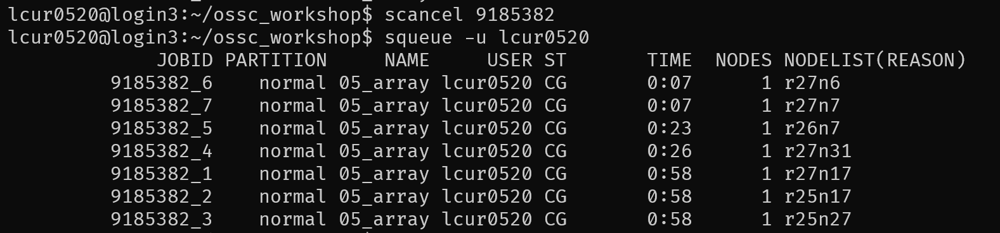 lcur0520@login3:~/ossc_workshop$ scancel 9185382
lcur0520@login3:~/ossc_workshop$ squeue -u lcur0520
JOBID PARTITION NAME USER ST TIME NODES NODELIST(REASON)
9185382_6 normal 05_array lcur0520 CG 0:07 1 r27n6
9185382_7 normal 05_array lcur0520 CG 0:07 1 r27n7
9185382_5 normal 05_array lcur0520 CG 0:23 1 r26n7
9185382_4 normal 05_array lcur0520 CG 0:26 1 r27n31
9185382_1 normal 05_array lcur0520 CG 0:58 1 r27n17
9185382_2 normal 05_array lcur0520 CG 0:58 1 r25n17
9185382_3 normal 05_array lcur0520 CG 0:58 1 r25n27